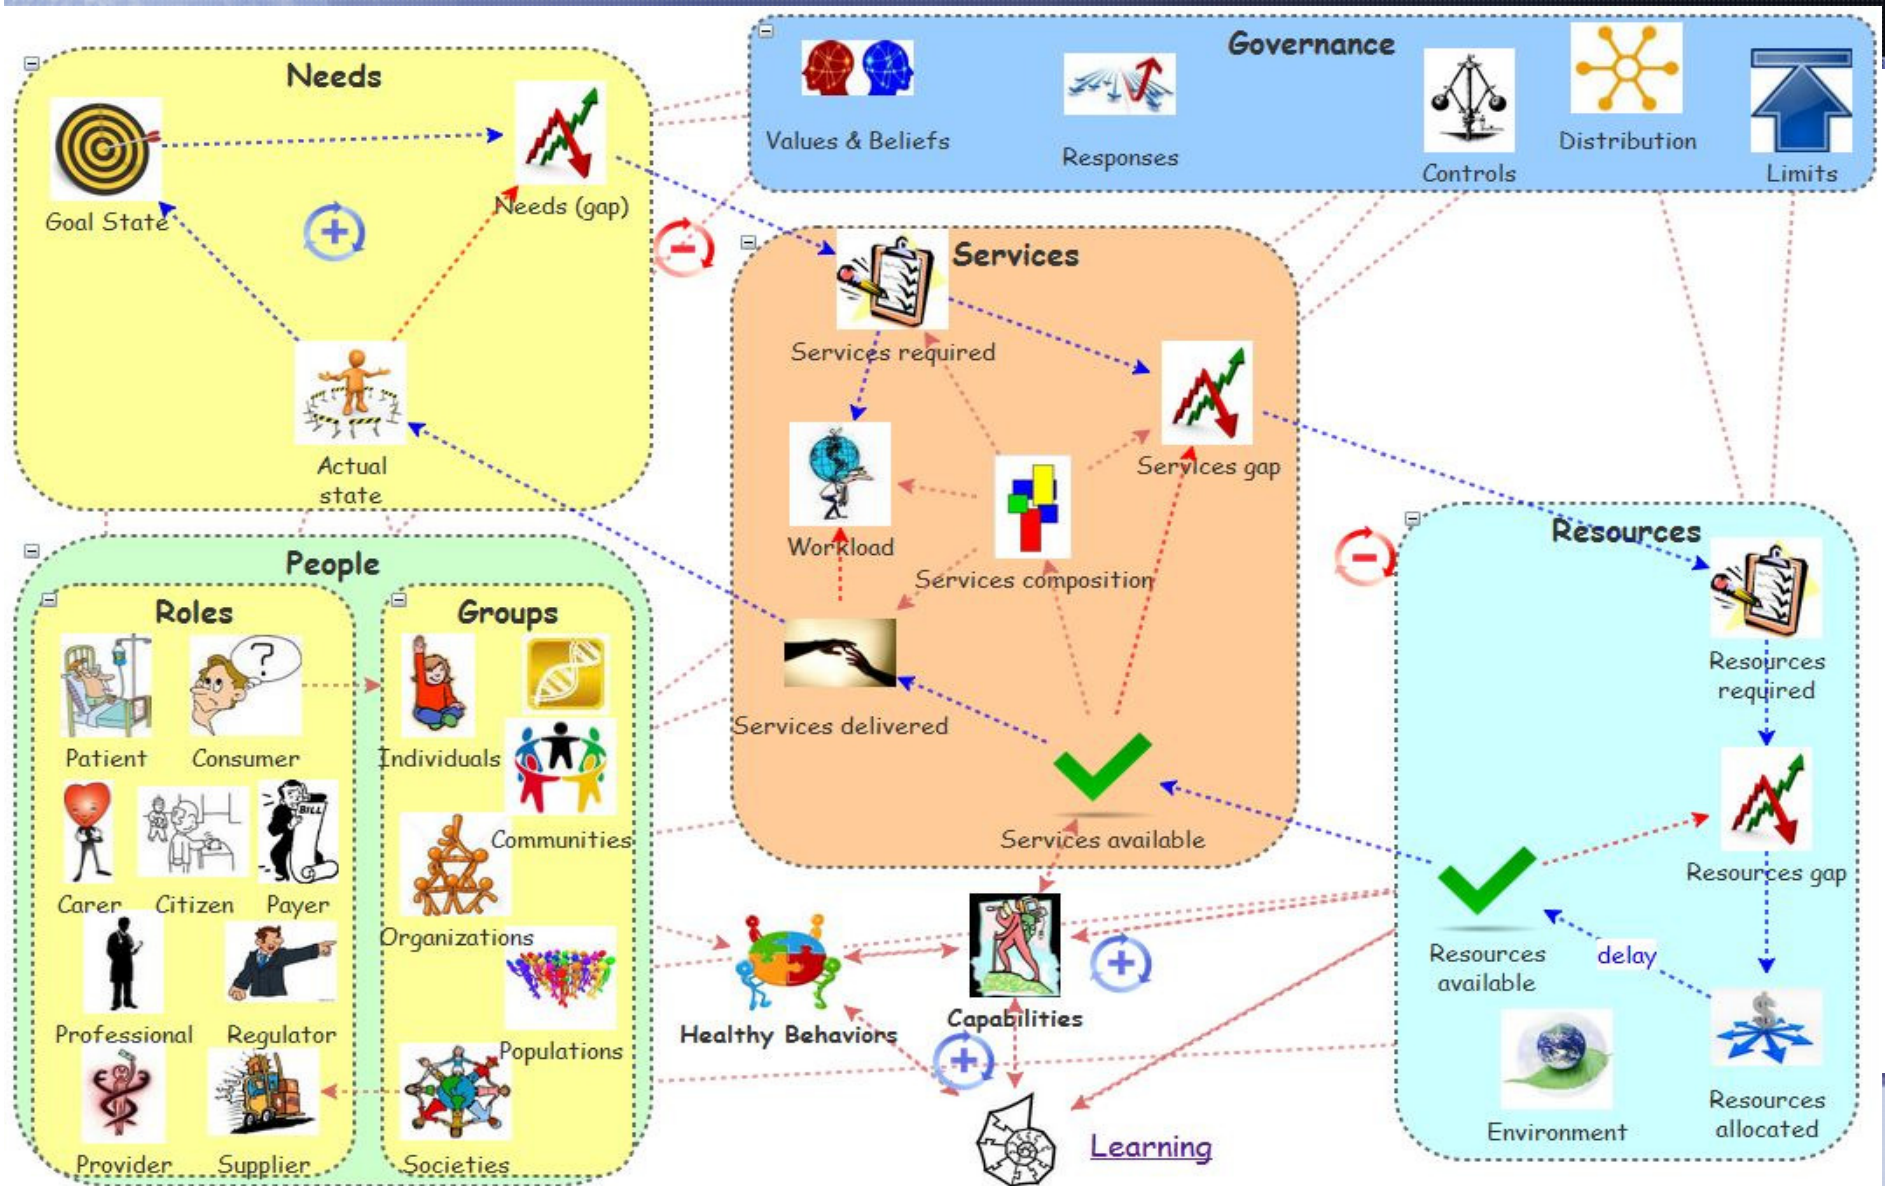 Needs
Goal State
Needs (gap)
Actual
state
Governance
Values & Beliefs
Responses
Controls
Distribution
Limits
Services
Services required
Services gap
Workload
Services composition
Services delivered
Services available
People
Roles
Patient
Consumer
?
Carer
Citizen
Payer
BILL
Professional
Regulator
Provider
Supplier
Groups
Individuals
Communities
Organizations
Populations
Societies
Healthy Behaviors
Capabilities
Learning
Resources
Resources
required
Resources gap
Resources
available
delay
$
Resources
allocated
Environment